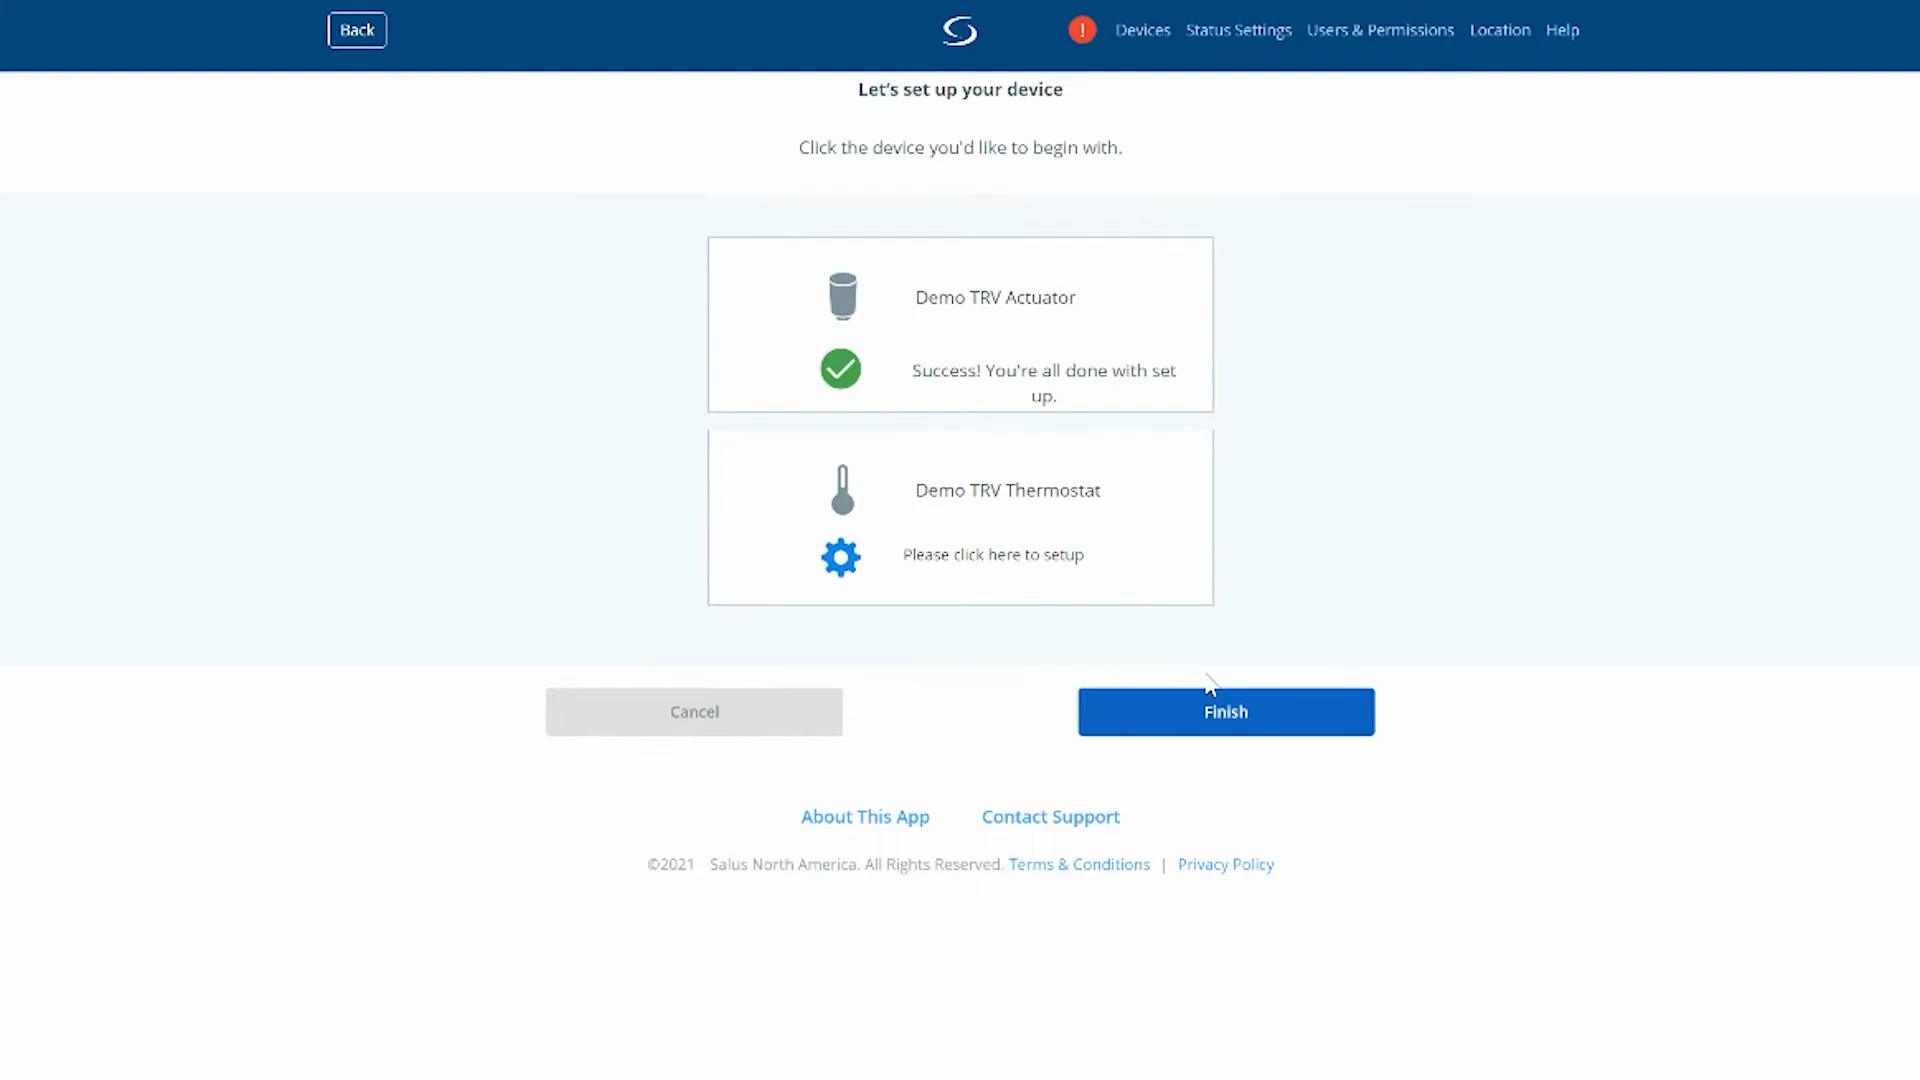 Back
! Devices Status Settings Users & Permissions Location Help
Let's set up your device
Click the device you'd like to begin with.
Demo TRV Actuator
Success! You're all done with set
up.
Demo TRV Thermostat
Please click here to setup
Cancel
Finish
About This App Contact Support
©2021 Salus North America. All Rights Reserved. Terms & Conditions | Privacy Policy